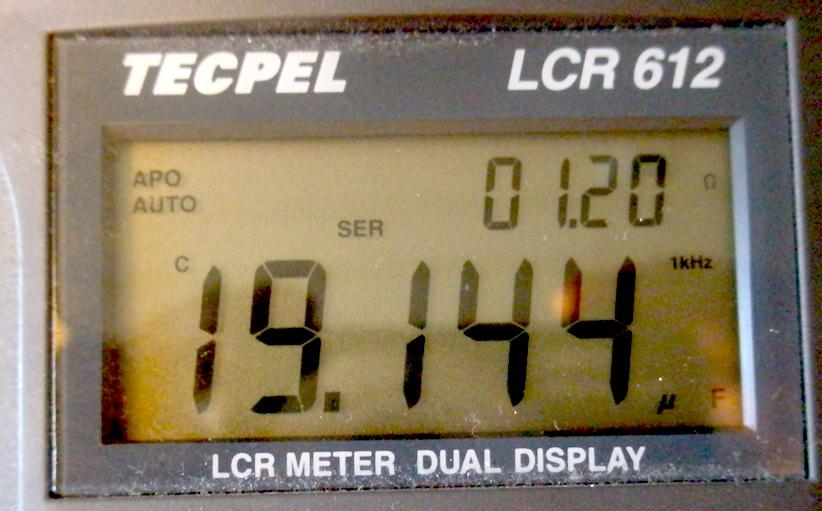 TECPEL LCR 612
APO
AUTO
SER
01.20 Ω
C
1kHz
19.144 µ F
LCR METER DUAL DISPLAY